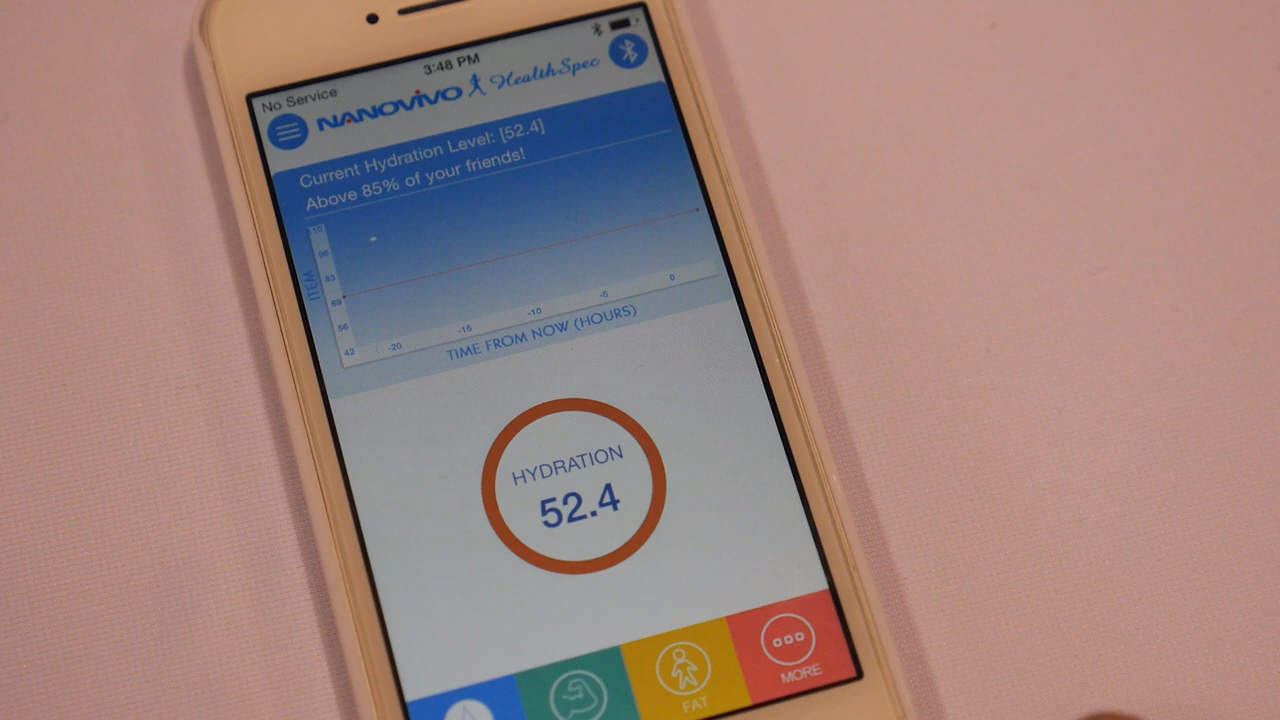 No Service
3:48 PM
NANOVIVO HealthSpec
Current Hydration Level: [52.4]
Above 85% of your friends!
ITEM
110
96
83
69
56
42
-20 -15 -10 -5 0
TIME FROM NOW (HOURS)
HYDRATION
52.4
FAT
MORE